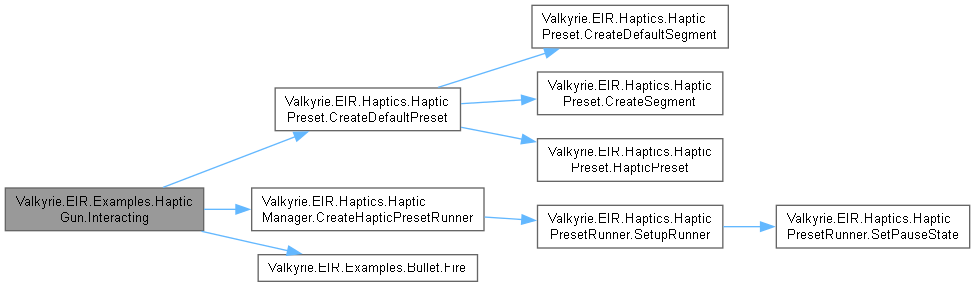 Valkyrie.EIR.Haptics.Haptic
Preset.CreateDefaultSegment
Valkyrie.EIR.Haptics.Haptic
Preset.CreateDefaultPreset
Valkyrie.EIR.Haptics.Haptic
Preset.CreateSegment
Valkyrie.EIR.Haptics.Haptic
Preset.HapticPreset
Valkyrie.EIR.Examples.Haptic
Gun.Interacting
Valkyrie.EIR.Haptics.Haptic
Manager.CreateHapticPresetRunner
Valkyrie.EIR.Haptics.Haptic
PresetRunner.SetupRunner
Valkyrie.EIR.Haptics.Haptic
PresetRunner.SetPauseState
Valkyrie.EIR.Examples.Bullet.Fire